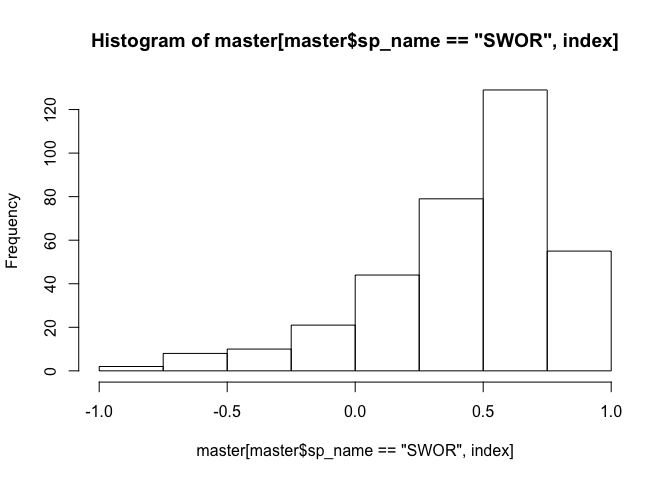 Histogram of master[master$sp_name == "SWOR", index]
Frequency
120
100
80
60
40
20
0
-1.0 -0.5 0.0 0.5 1.0
master[master$sp_name == "SWOR", index]